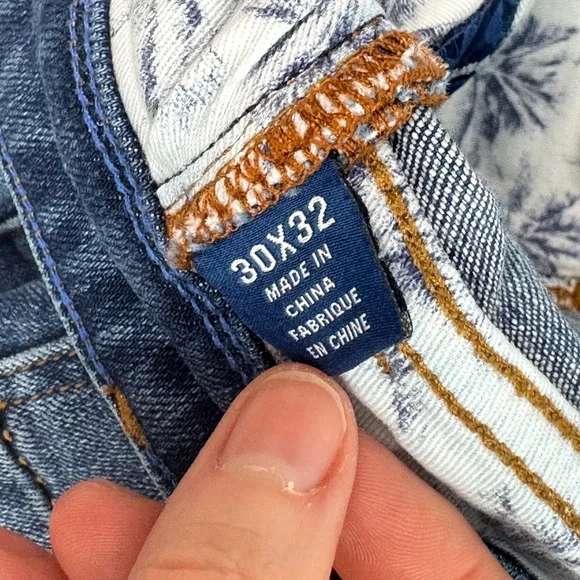 30X32
MADE IN
CHINA
FABRIQUE
EN CHINE